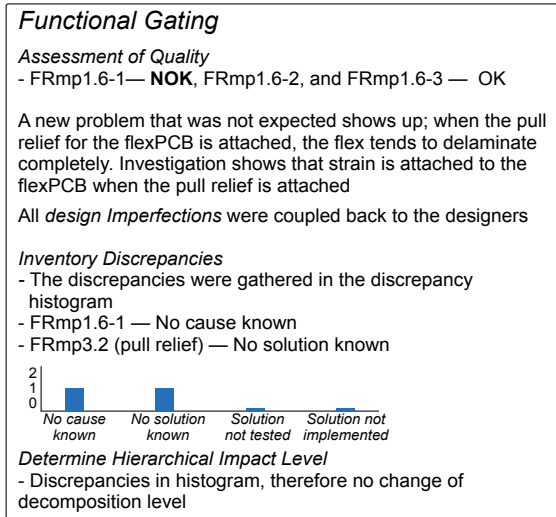 Functional Gating
Assessment of Quality
- FRmp1.6-1— NOK, FRmp1.6-2, and FRmp1.6-3 — OK
A new problem that was not expected shows up; when the pull
relief for the flexPCB is attached, the flex tends to delaminate
completely. Investigation shows that strain is attached to the
flexPCB when the pull relief is attached
All design Imperfections were coupled back to the designers
Inventory Discrepancies
- The discrepancies were gathered in the discrepancy
histogram
- FRmp1.6-1 — No cause known
- FRmp3.2 (pull relief) — No solution known
2
1
0
No cause known
No solution known
Solution not tested
Solution not implemented
Determine Hierarchical Impact Level
- Discrepancies in histogram, therefore no change of
decomposition level